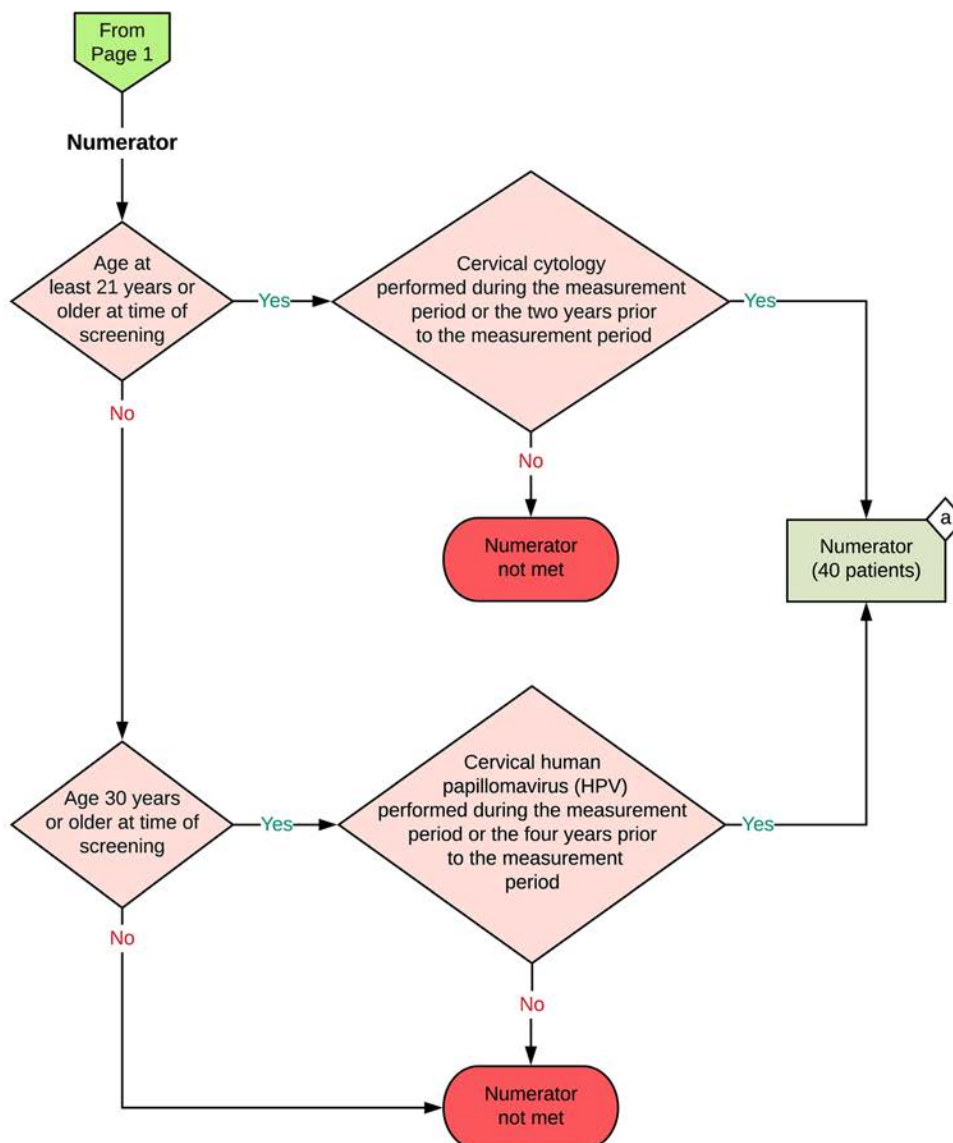 From
Page 1
Numerator
Age at
least 21 years or
older at time of
screening
Yes
Cervical cytology
performed during the measurement
period or the two years prior
to the measurement period
Yes
No
No
Numerator
not met
a
Numerator
(40 patients)
Age 30 years
or older at time of
screening
Yes
Cervical human
papillomavirus (HPV)
performed during the measurement
period or the four years prior
to the measurement
period
Yes
No
No
Numerator
not met